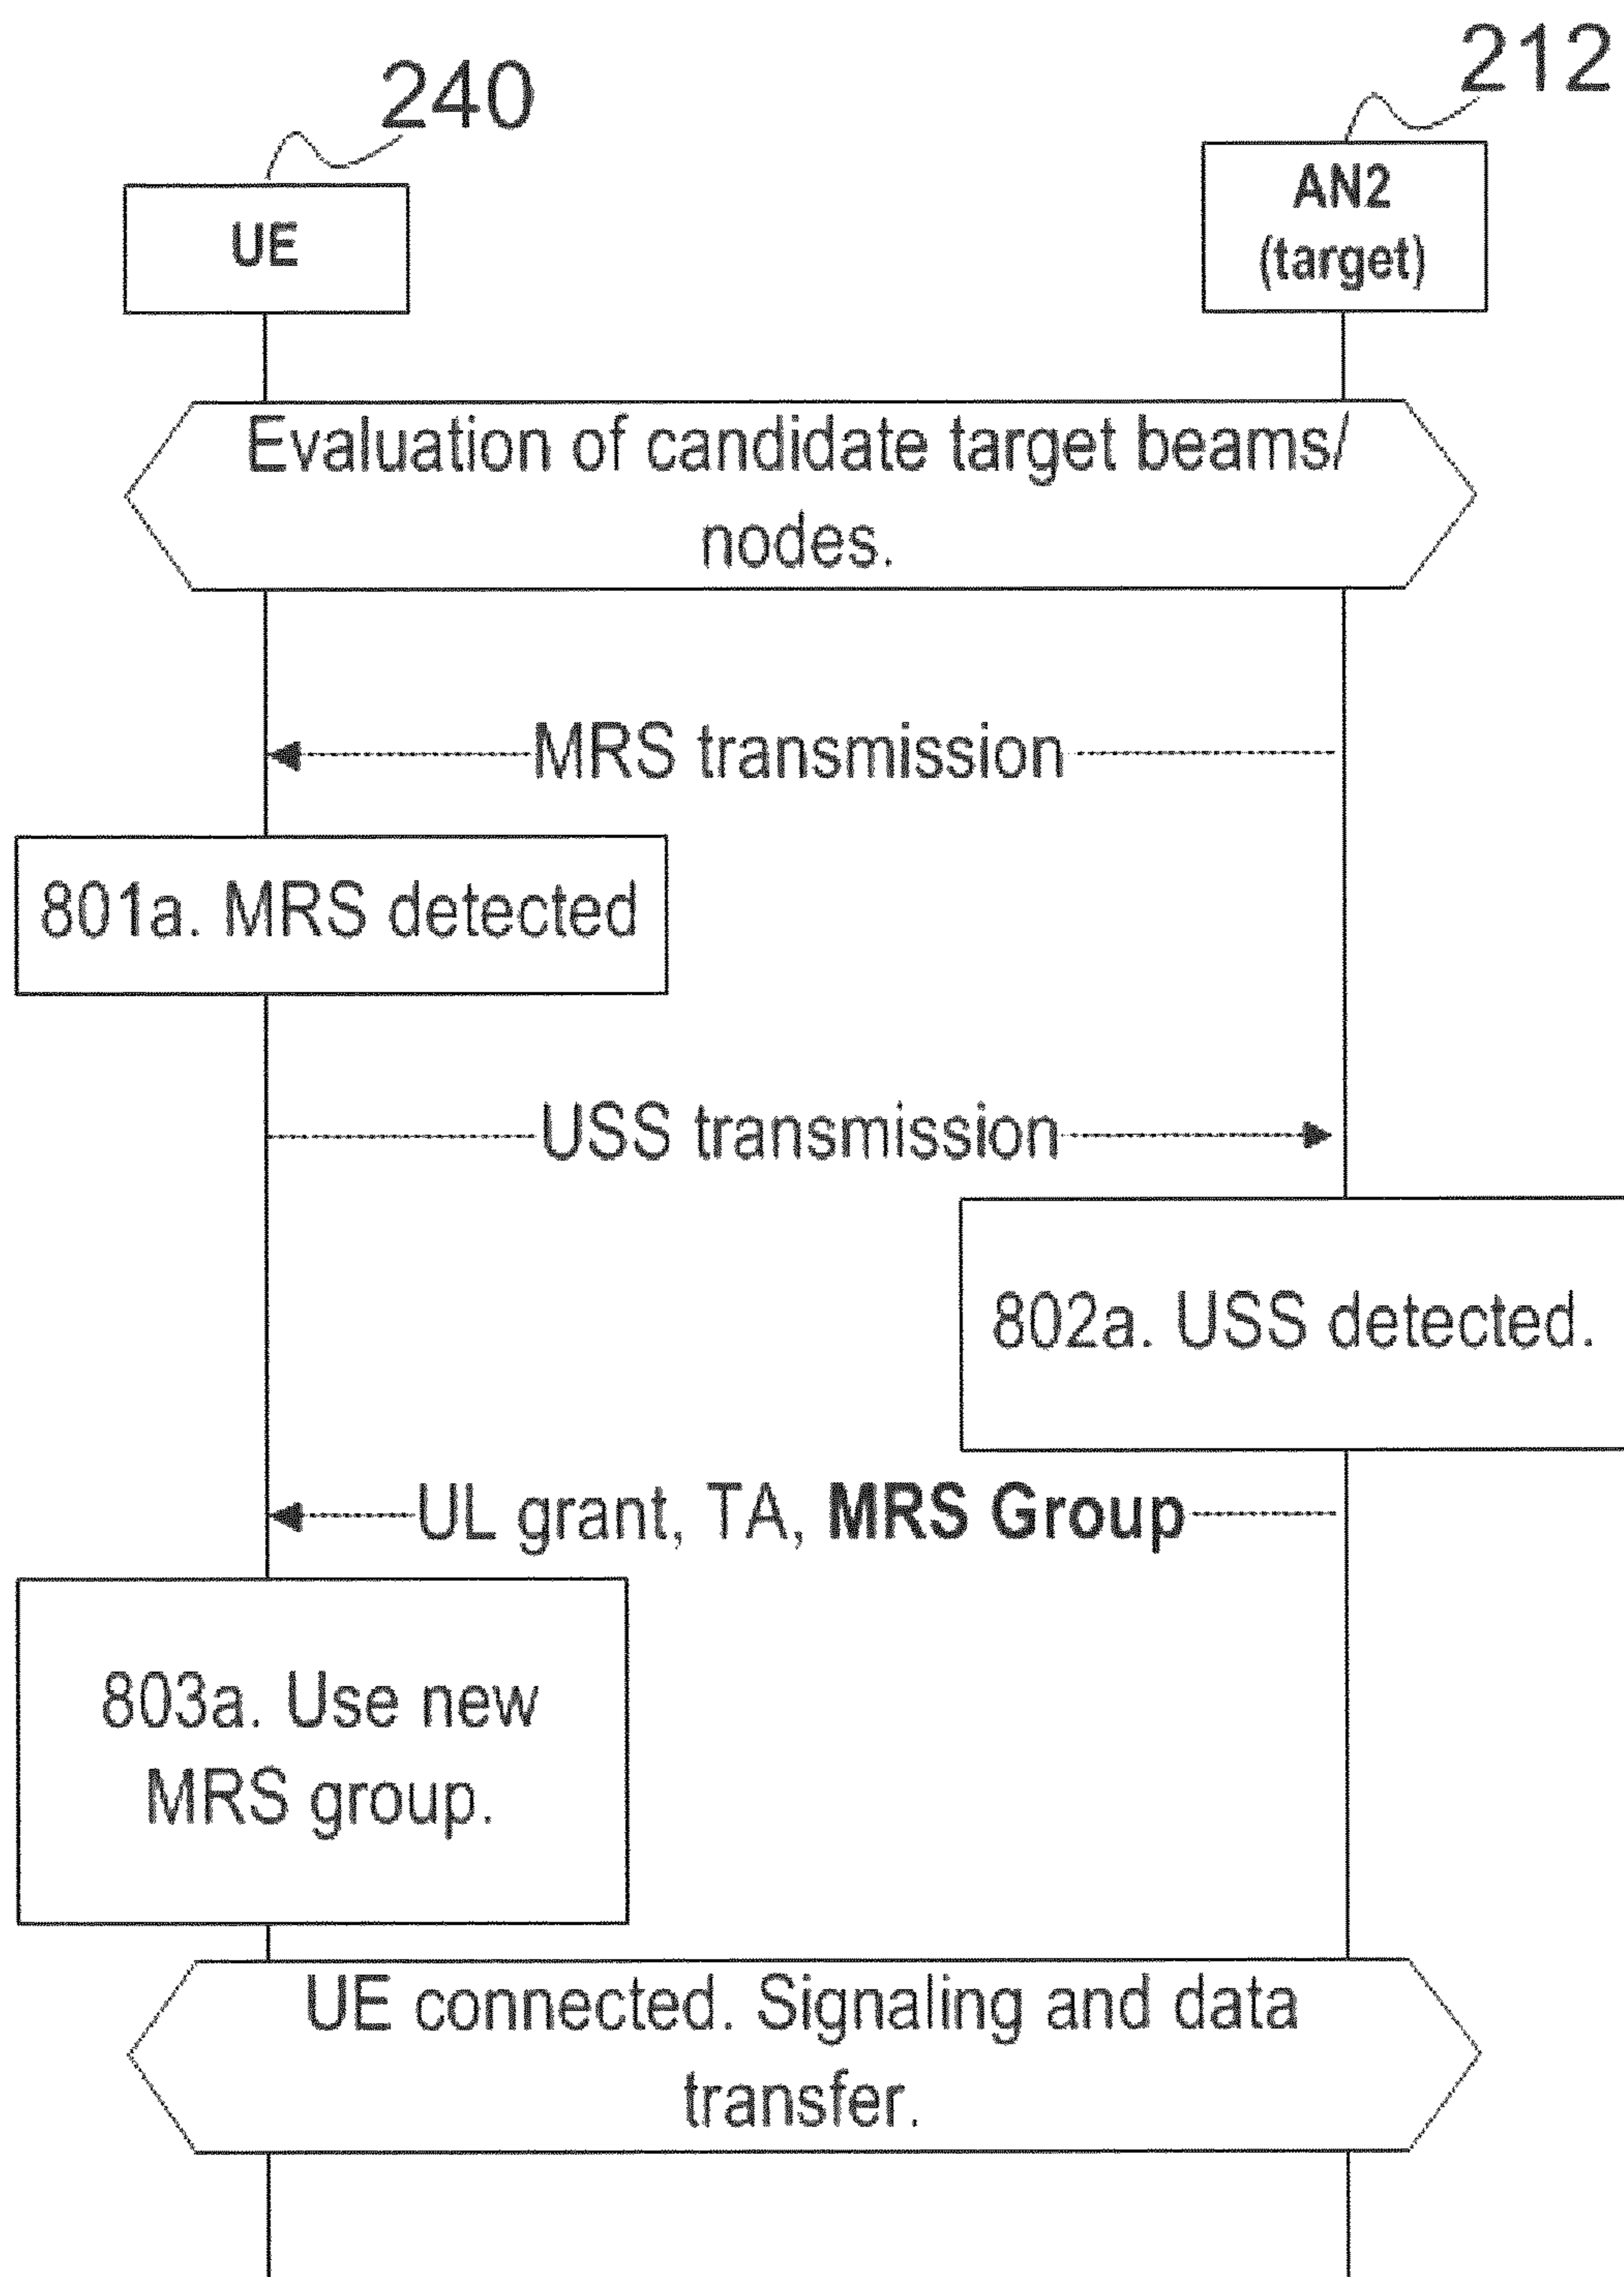 240
212
UE
AN2
(target)
Evaluation of candidate target beams/
nodes.
MRS transmission
801a. MRS detected
USS transmission
802a. USS detected.
UL grant, TA, MRS Group
803a. Use new
MRS group.
UE connected. Signaling and data
transfer.